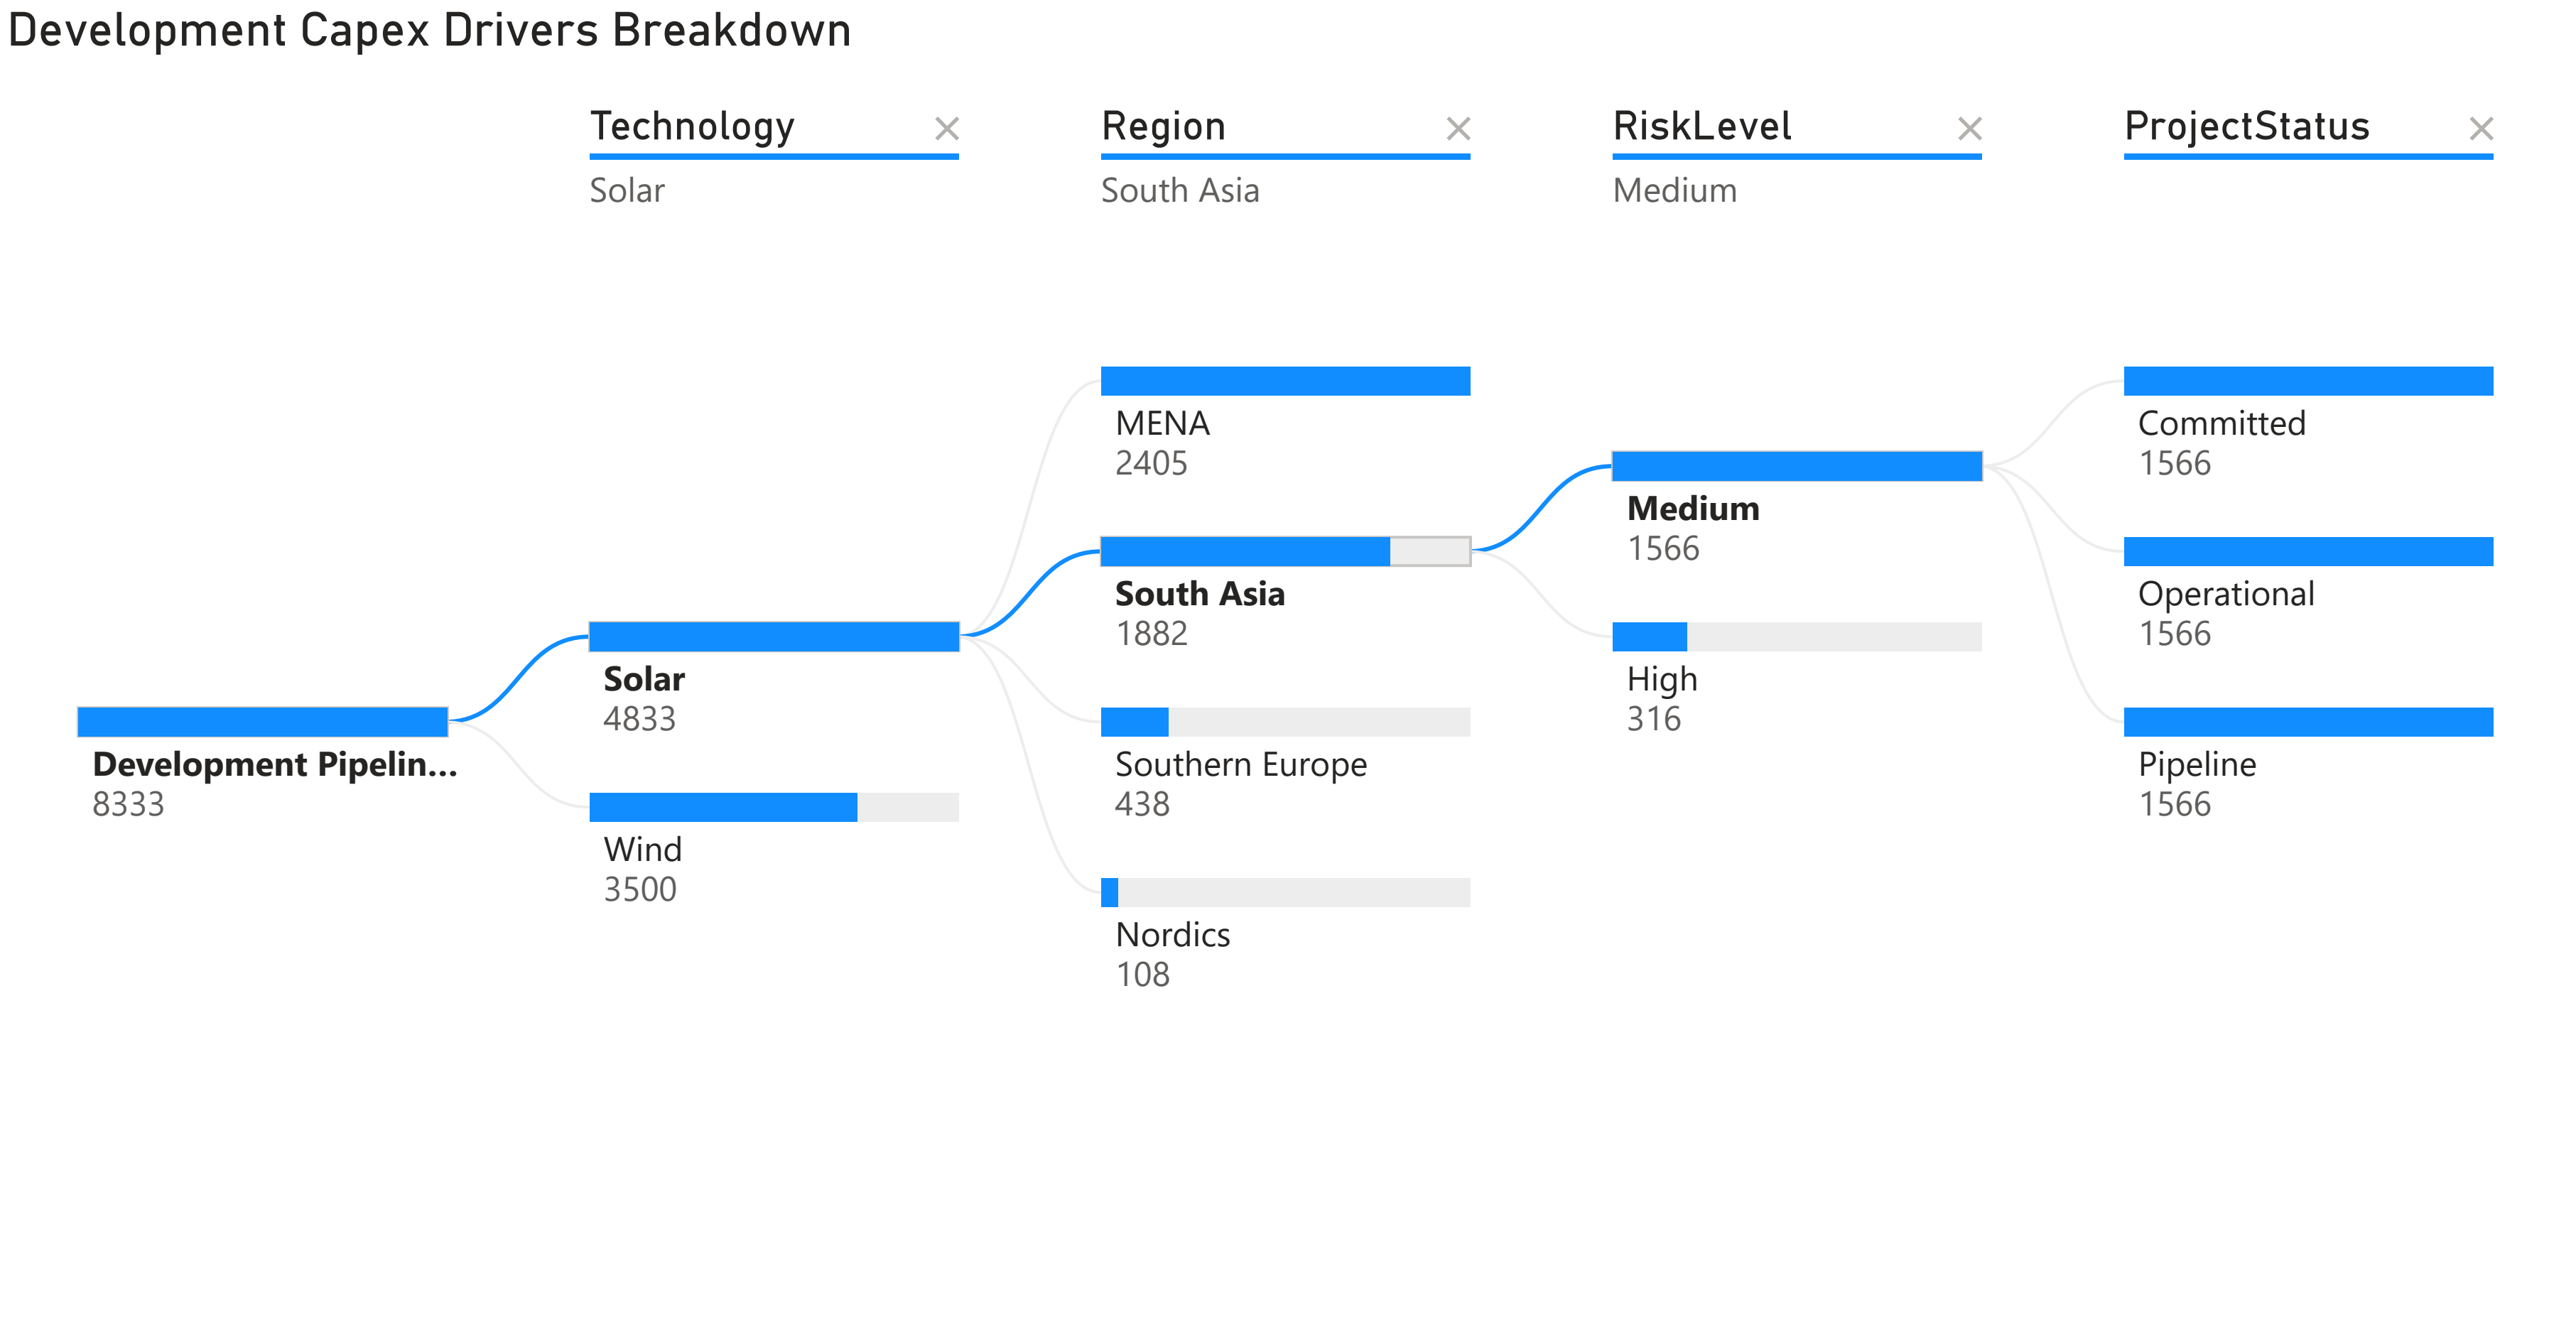 Development Capex Drivers Breakdown
Technology
Solar
Region
South Asia
RiskLevel
Medium
ProjectStatus
Development Pipelin...
8333
Solar
4833
Wind
3500
MENA
2405
South Asia
1882
Southern Europe
438
Nordics
108
Medium
1566
High
316
Committed
1566
Operational
1566
Pipeline
1566